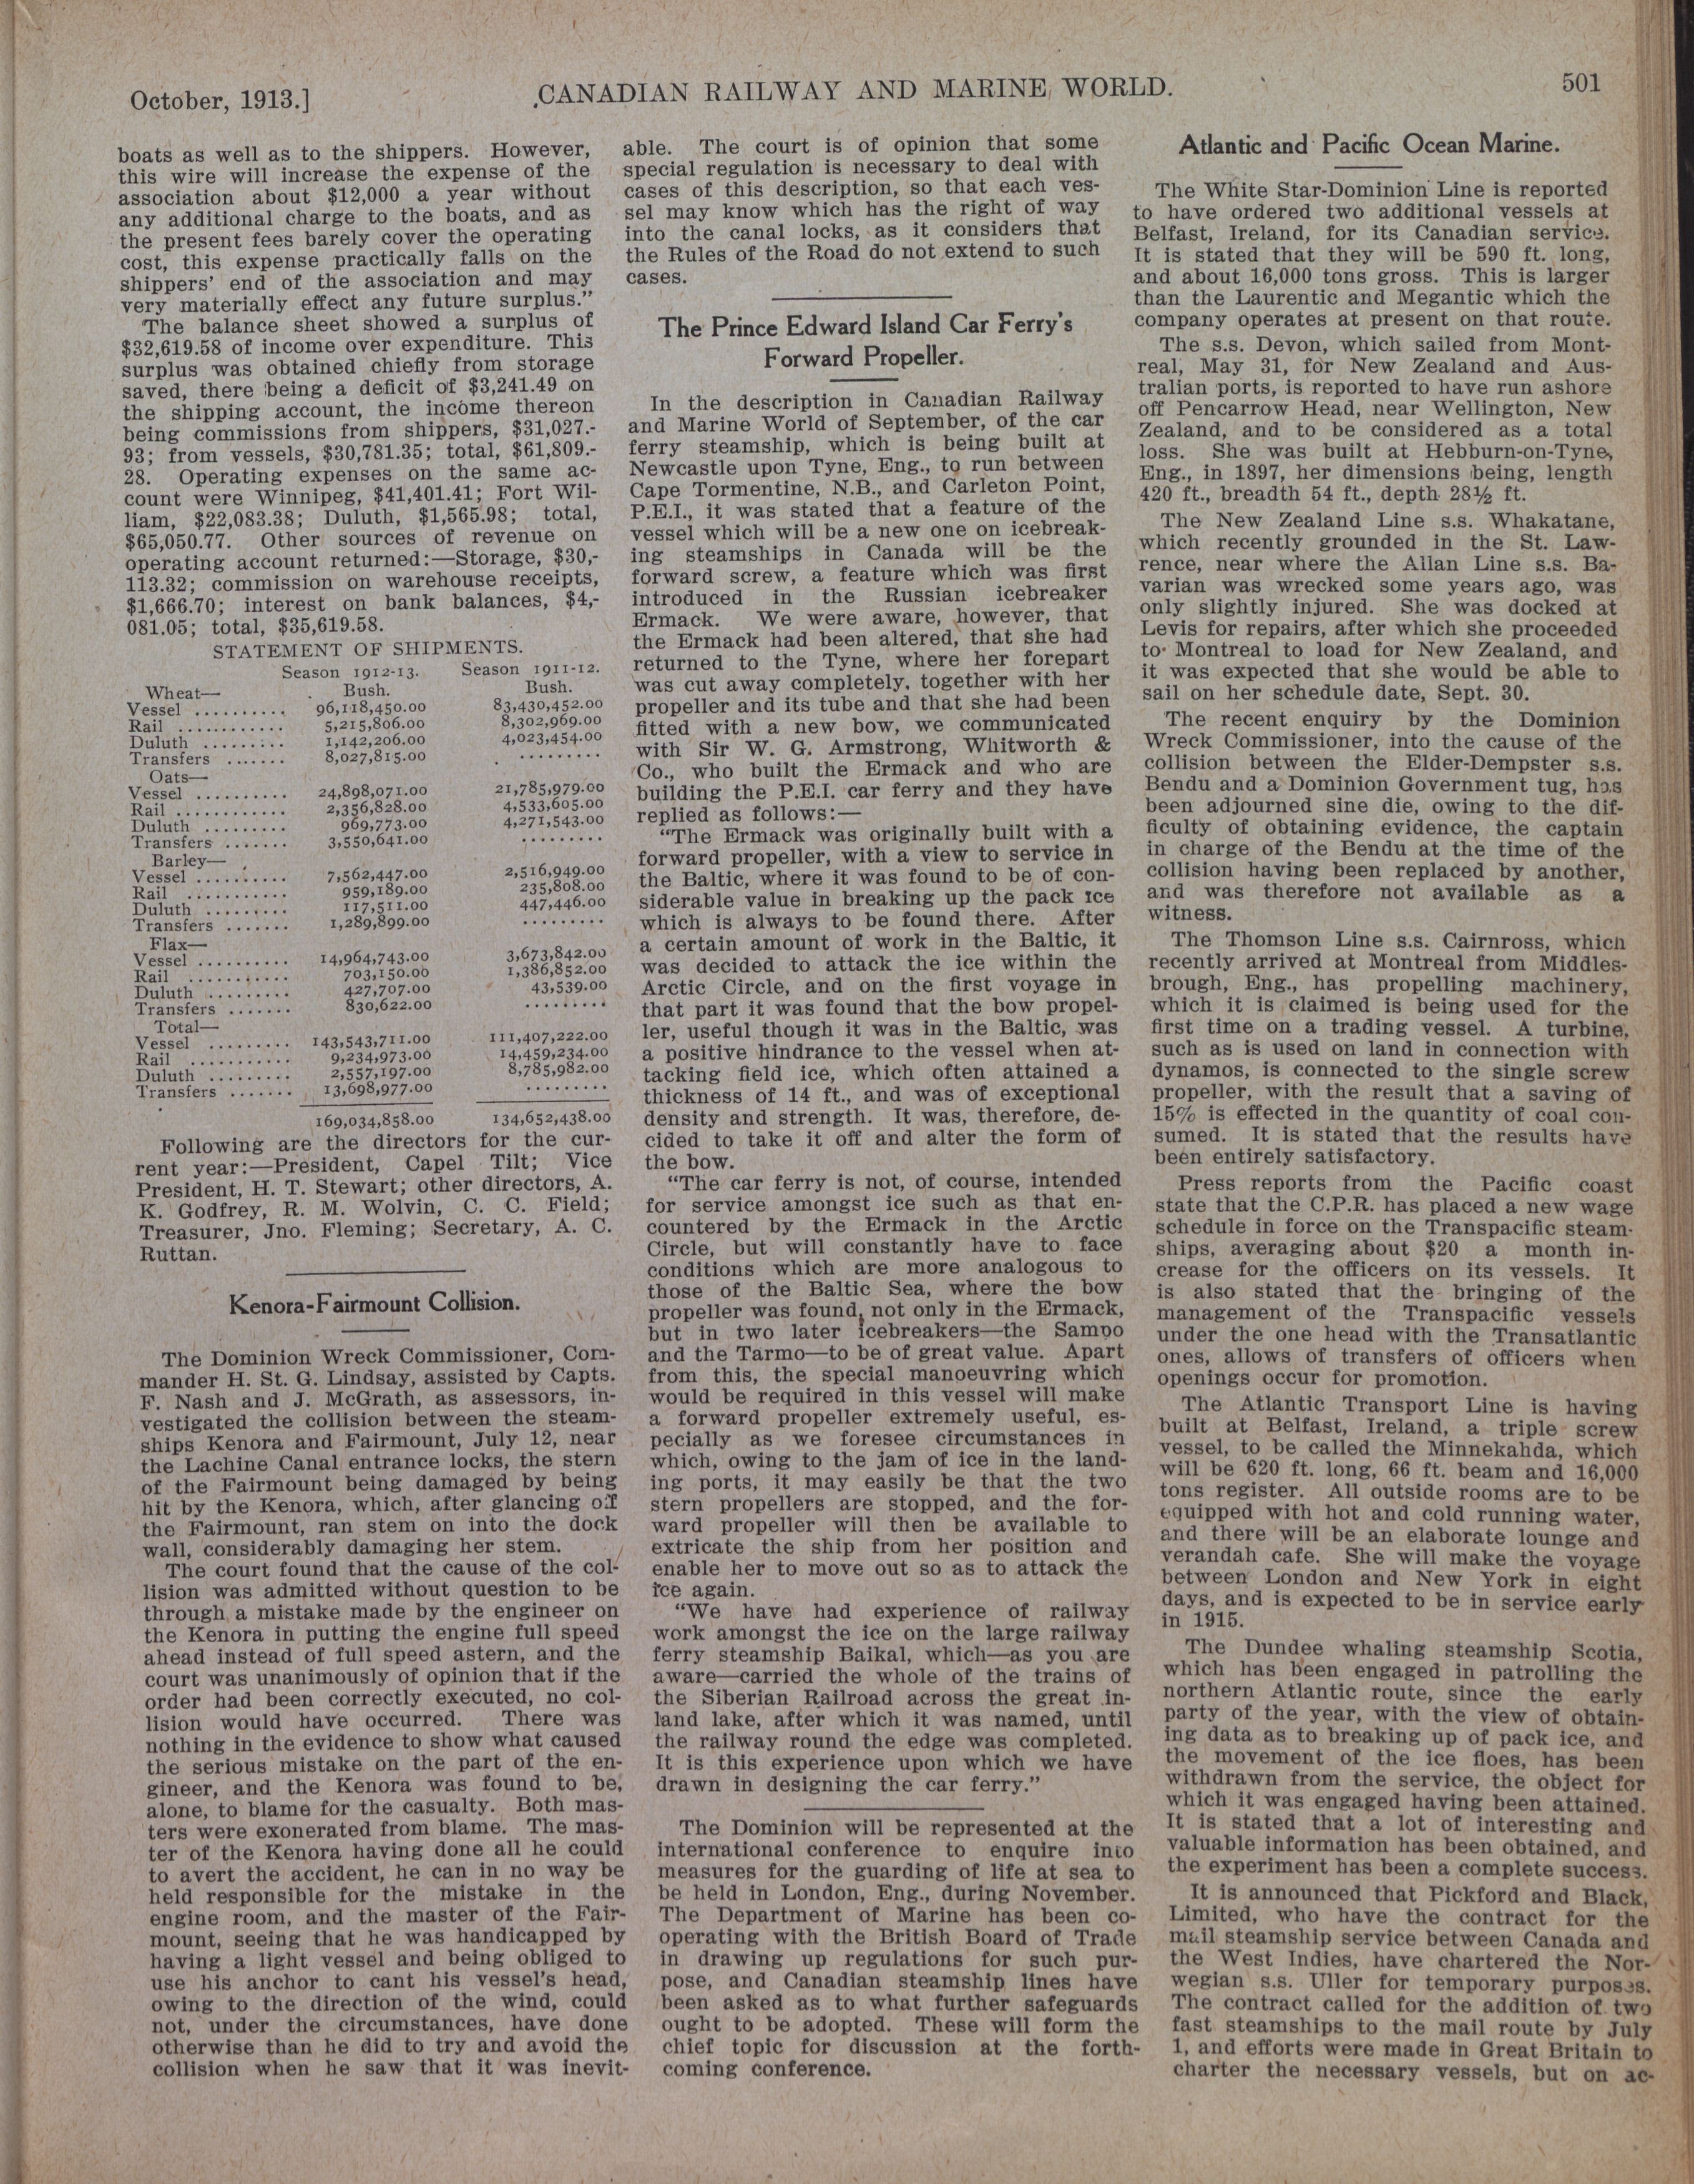 October, 1913.]
CANADIAN RAILWAY AND MARINE WORLD.
501
boats as well as to the shippers. However,
this wire will increase the expense of the
association about $12,000 a year without
any additional charge to the boats, and as
the present fees barely cover the operating
cost, this expense practically falls on the
shippers' end of the association and may
very materially effect any future surplus."
The balance sheet showed a surplus of
$32,619.58 of income over expenditure. This
surplus was obtained chiefly from storage
saved, there being a deficit of $3,241.49 on
the shipping account, the income thereon
being commissions from shippers, $31,027.-
93; from vessels, $30,781.35; total, $61,809.-
28. Operating expenses on the same ac-
count were Winnipeg, $41,401.41; Fort Wil-
liam, $22,083.38; Duluth, $1,565.98; total,
$65,050.77. Other sources of revenue on
operating account returned:—Storage, $30,-
113.32; commission on warehouse receipts,
$1,666.70; interest on bank balances, $4,-
081.05; total, $35,619.58.
STATEMENT OF SHIPMENTS.
Season 1912-13. Season 1911-12.
Wheat— Bush. Bush.
Vessel .......... 96,118,450.00 83,430,452.00
Rail ............ 5,215,806.00 8,302,969.00
Duluth ......... 1,142,206.00 4,023,454.00
Transfers ....... 8,027,815.00 .........
Oats—
Vessel .......... 24,898,071.00 21,785,979.00
Rail ............ 2,356,828.00 4,533,605.00
Duluth ......... 969,773.00 4,271,543.00
Transfers ....... 3,550,641.00 .........
Barley—
Vessel .......... 7,562,447.00 2,516,949.00
Rail ........... 959,189.00 235,808.00
Duluth ......... 117,511.00 447,446.00
Transfers ....... 1,289,899.00 .........
Flax—
Vessel .......... 14,964,743.00 3,673,842.00
Rail ........... 703,150.00 1,386,852.00
Duluth ......... 427,707.00 43,539.00
Transfers ....... 830,622.00 .........
Total—
Vessel ......... 143,543,711.00 111,407,222.00
Rail ........... 9,234,973.00 14,459,234.00
Duluth ......... 2,557,197.00 8,785,982.00
Transfers ....... 13,698,977.00 .........
169,034,858.00 134,652,438.00
Following are the directors for the cur-
rent year:—President, Capel Tilt; Vice
President, H. T. Stewart; other directors, A.
K. Godfrey, R. M. Wolvin, C. C. Field;
Treasurer, Jno. Fleming; Secretary, A. C.
Ruttan.
Kenora-Fairmount Collision.
The Dominion Wreck Commissioner, Com-
mander H. St. G. Lindsay, assisted by Capts.
F. Nash and J. McGrath, as assessors, in-
vestigated the collision between the steam-
ships Kenora and Fairmount, July 12, near
the Lachine Canal entrance locks, the stern
of the Fairmount being damaged by being
hit by the Kenora, which, after glancing off
the Fairmount, ran stem on into the dock
wall, considerably damaging her stem.
The court found that the cause of the col-
lision was admitted without question to be
through a mistake made by the engineer on
the Kenora in putting the engine full speed
ahead instead of full speed astern, and the
court was unanimously of opinion that if the
order had been correctly executed, no col-
lision would have occurred. There was
nothing in the evidence to show what caused
the serious mistake on the part of the en-
gineer, and the Kenora was found to be,
alone, to blame for the casualty. Both mas-
ters were exonerated from blame. The mas-
ter of the Kenora having done all he could
to avert the accident, he can in no way be
held responsible for the mistake in the
engine room, and the master of the Fair-
mount, seeing that he was handicapped by
having a light vessel and being obliged to
use his anchor to cant his vessel's head,
owing to the direction of the wind, could
not, under the circumstances, have done
otherwise than he did to try and avoid the
collision when he saw that it was inevit-
able. The court is of opinion that some
special regulation is necessary to deal with
cases of this description, so that each ves-
sel may know which has the right of way
into the canal locks, as it considers that
the Rules of the Road do not extend to such
cases.
The Prince Edward Island Car Ferry's
Forward Propeller.
In the description in Canadian Railway
and Marine World of September, of the car
ferry steamship, which is being built at
Newcastle upon Tyne, Eng., to run between
Cape Tormentine, N.B., and Carleton Point,
P.E.I., it was stated that a feature of the
vessel which will be a new one on icebreak-
ing steamships in Canada will be the
forward screw, a feature which was first
introduced in the Russian icebreaker
Ermack. We were aware, however, that
the Ermack had been altered, that she had
returned to the Tyne, where her forepart
was cut away completely, together with her
propeller and its tube and that she had been
fitted with a new bow, we communicated
with Sir W. G. Armstrong, Whitworth &
Co., who built the Ermack and who are
building the P.E.I. car ferry and they have
replied as follows:—
"The Ermack was originally built with a
forward propeller, with a view to service in
the Baltic, where it was found to be of con-
siderable value in breaking up the pack ice
which is always to be found there. After
a certain amount of work in the Baltic, it
was decided to attack the ice within the
Arctic Circle, and on the first voyage in
that part it was found that the bow propel-
ler, useful though it was in the Baltic, was
a positive hindrance to the vessel when at-
tacking field ice, which often attained a
thickness of 14 ft., and was of exceptional
density and strength. It was, therefore, de-
cided to take it off and alter the form of
the bow.
"The car ferry is not, of course, intended
for service amongst ice such as that en-
countered by the Ermack in the Arctic
Circle, but will constantly have to face
conditions which are more analogous to
those of the Baltic Sea, where the bow
propeller was found, not only in the Ermack,
but in two later icebreakers—the Sampo
and the Tarmo—to be of great value. Apart
from this, the special manoeuvring which
would be required in this vessel will make
a forward propeller extremely useful, es-
pecially as we foresee circumstances in
which, owing to the jam of ice in the land-
ing ports, it may easily be that the two
stern propellers are stopped, and the for-
ward propeller will then be available to
extricate the ship from her position and
enable her to move out so as to attack the
ice again.
"We have had experience of railway
work amongst the ice on the large railway
ferry steamship Baikal, which—as you are
aware—carried the whole of the trains of
the Siberian Railroad across the great in-
land lake, after which it was named, until
the railway round the edge was completed.
It is this experience upon which we have
drawn in designing the car ferry."
The Dominion will be represented at the
international conference to enquire into
measures for the guarding of life at sea to
be held in London, Eng., during November.
The Department of Marine has been co-
operating with the British Board of Trade
in drawing up regulations for such pur-
pose, and Canadian steamship lines have
been asked as to what further safeguards
ought to be adopted. These will form the
chief topic for discussion at the forth-
coming conference.
Atlantic and Pacific Ocean Marine.
The White Star-Dominion Line is reported
to have ordered two additional vessels at
Belfast, Ireland, for its Canadian service.
It is stated that they will be 590 ft. long,
and about 16,000 tons gross. This is larger
than the Laurentic and Megantic which the
company operates at present on that route.
The s.s. Devon, which sailed from Mont-
real, May 31, for New Zealand and Aus-
tralian ports, is reported to have run ashore
off Pencarrow Head, near Wellington, New
Zealand, and to be considered as a total
loss. She was built at Hebburn-on-Tyne,
Eng., in 1897, her dimensions being, length
420 ft., breadth 54 ft., depth 28½ ft.
The New Zealand Line s.s. Whakatane,
which recently grounded in the St. Law-
rence, near where the Allan Line s.s. Ba-
varian was wrecked some years ago, was
only slightly injured. She was docked at
Levis for repairs, after which she proceeded
to Montreal to load for New Zealand, and
it was expected that she would be able to
sail on her schedule date, Sept. 30.
The recent enquiry by the Dominion
Wreck Commissioner, into the cause of the
collision between the Elder-Dempster s.s.
Bendu and a Dominion Government tug, has
been adjourned sine die, owing to the dif-
ficulty of obtaining evidence, the captain
in charge of the Bendu at the time of the
collision having been replaced by another,
and was therefore not available as a
witness.
The Thomson Line s.s. Cairnross, which
recently arrived at Montreal from Middles-
brough, Eng., has propelling machinery,
which it is claimed is being used for the
first time on a trading vessel. A turbine,
such as is used on land in connection with
dynamos, is connected to the single screw
propeller, with the result that a saving of
15% is effected in the quantity of coal con-
sumed. It is stated that the results have
been entirely satisfactory.
Press reports from the Pacific coast
state that the C.P.R. has placed a new wage
schedule in force on the Transpacific steam-
ships, averaging about $20 a month in-
crease for the officers on its vessels. It
is also stated that the bringing of the
management of the Transpacific vessels
under the one head with the Transatlantic
ones, allows of transfers of officers when
openings occur for promotion.
The Atlantic Transport Line is having
built at Belfast, Ireland, a triple screw
vessel, to be called the Minnekahda, which
will be 620 ft. long, 66 ft. beam and 16,000
tons register. All outside rooms are to be
equipped with hot and cold running water,
and there will be an elaborate lounge and
verandah cafe. She will make the voyage
between London and New York in eight
days, and is expected to be in service early
in 1915.
The Dundee whaling steamship Scotia,
which has been engaged in patrolling the
northern Atlantic route, since the early
party of the year, with the view of obtain-
ing data as to breaking up of pack ice, and
the movement of the ice floes, has been
withdrawn from the service, the object for
which it was engaged having been attained.
It is stated that a lot of interesting and
valuable information has been obtained, and
the experiment has been a complete success.
It is announced that Pickford and Black,
Limited, who have the contract for the
mail steamship service between Canada and
the West Indies, have chartered the Nor-
wegian s.s. Uller for temporary purposes.
The contract called for the addition of two
fast steamships to the mail route by July
1, and efforts were made in Great Britain to
charter the necessary vessels, but on ac-